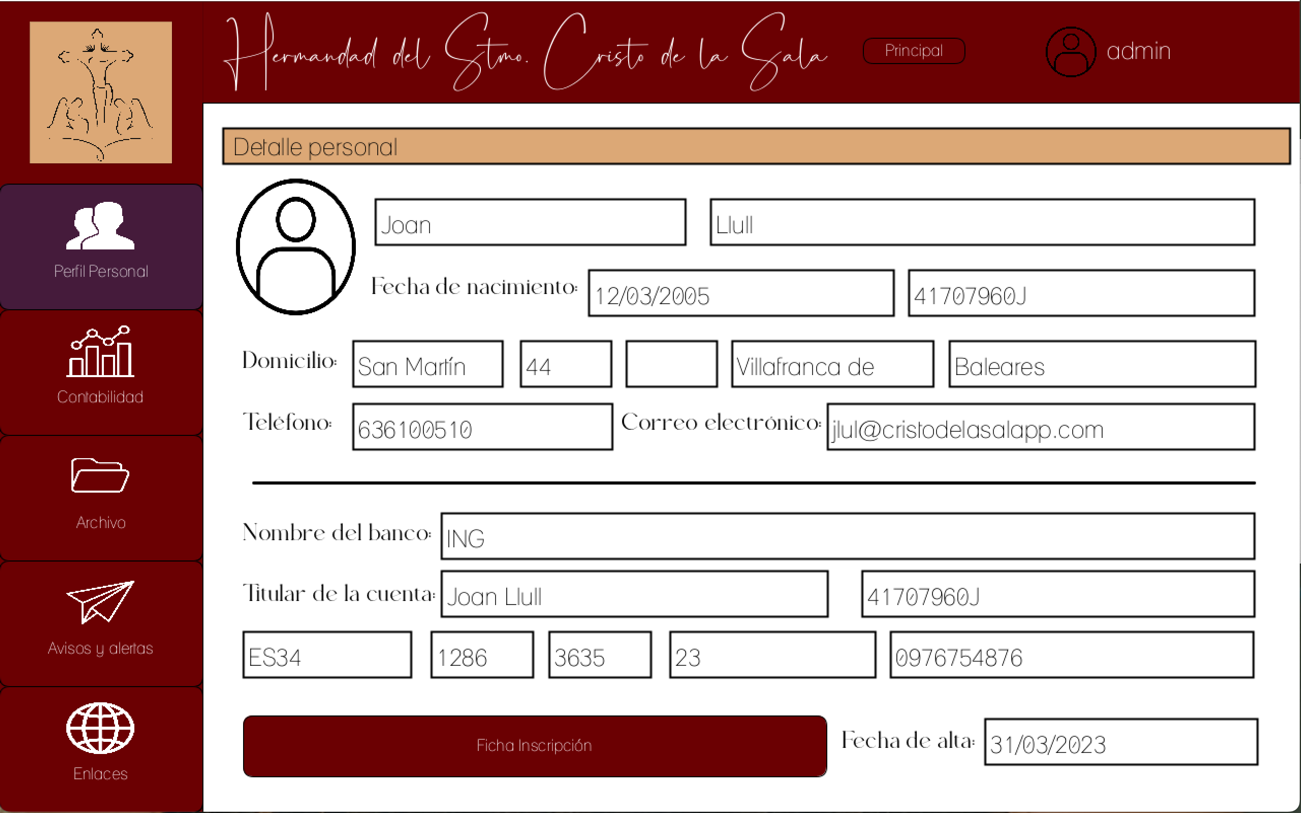 Hermandad del Stmo. Cristo de la Sala
Principal
admin
Detalle personal
Joan Llull
Perfil Personal
Fecha de nacimiento: 12/03/2005 41707960J
Domicilio: San Martín 44 Villafranca de Baleares
Contabilidad
Teléfono: 636100510 Correo electrónico: jlul@cristodelasalapp.com
Archivo
Nombre del banco: ING
Titular de la cuenta: Joan Llull 41707960J
Avisos y alertas
ES34 1286 3635 23 0976754876
Ficha Inscripción
Fecha de alta: 31/03/2023
Enlaces